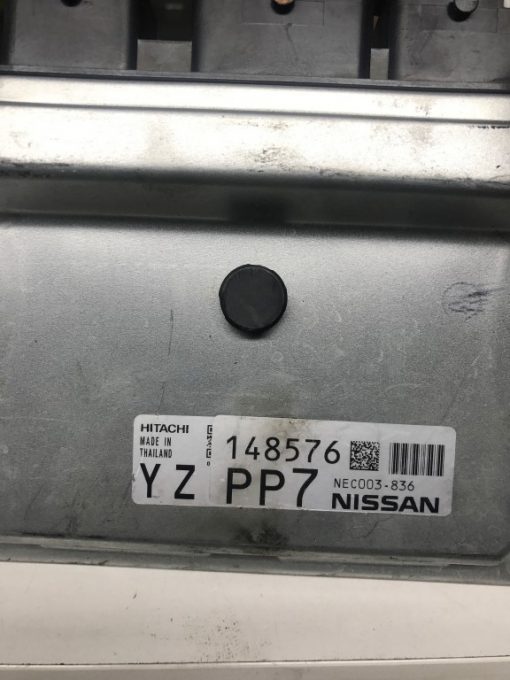 HITACHI
MADE IN
THAILAND
148576
YZ PP7
NEC003-836
NISSAN